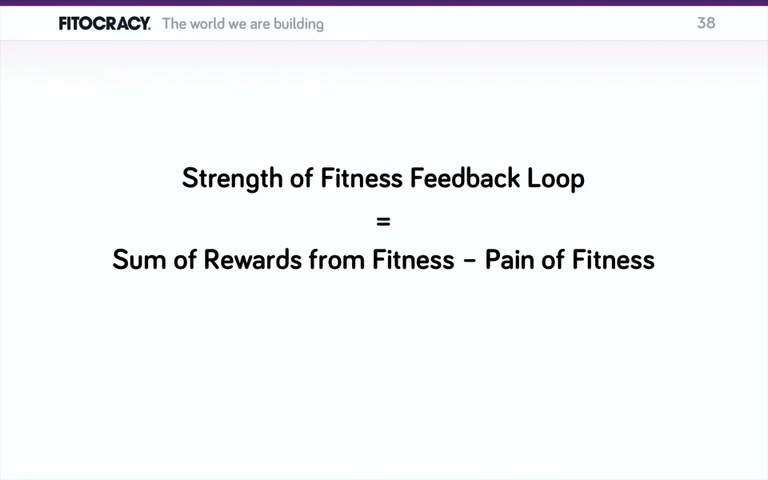 FITOCRACY. The world we are building 38
Strength of Fitness Feedback Loop
=
Sum of Rewards from Fitness – Pain of Fitness